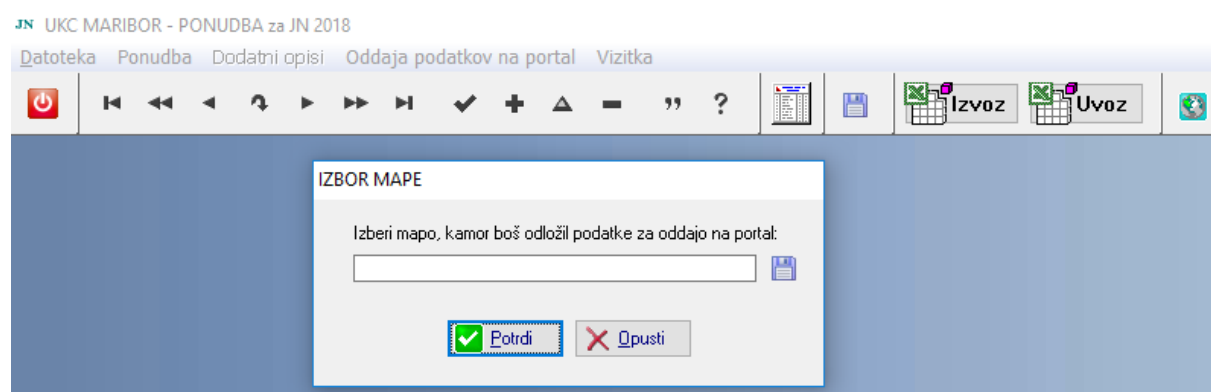 JN UKC MARIBOR - PONUDBA za JN 2018
Datoteka Ponudba Dodatni opisi Oddaja podatkov na portal Vizitka
Izvoz Uvoz
IZBOR MAPE
Izberi mapo, kamor boš odložil podatke za oddajo na portal:
Potrdi Opusti